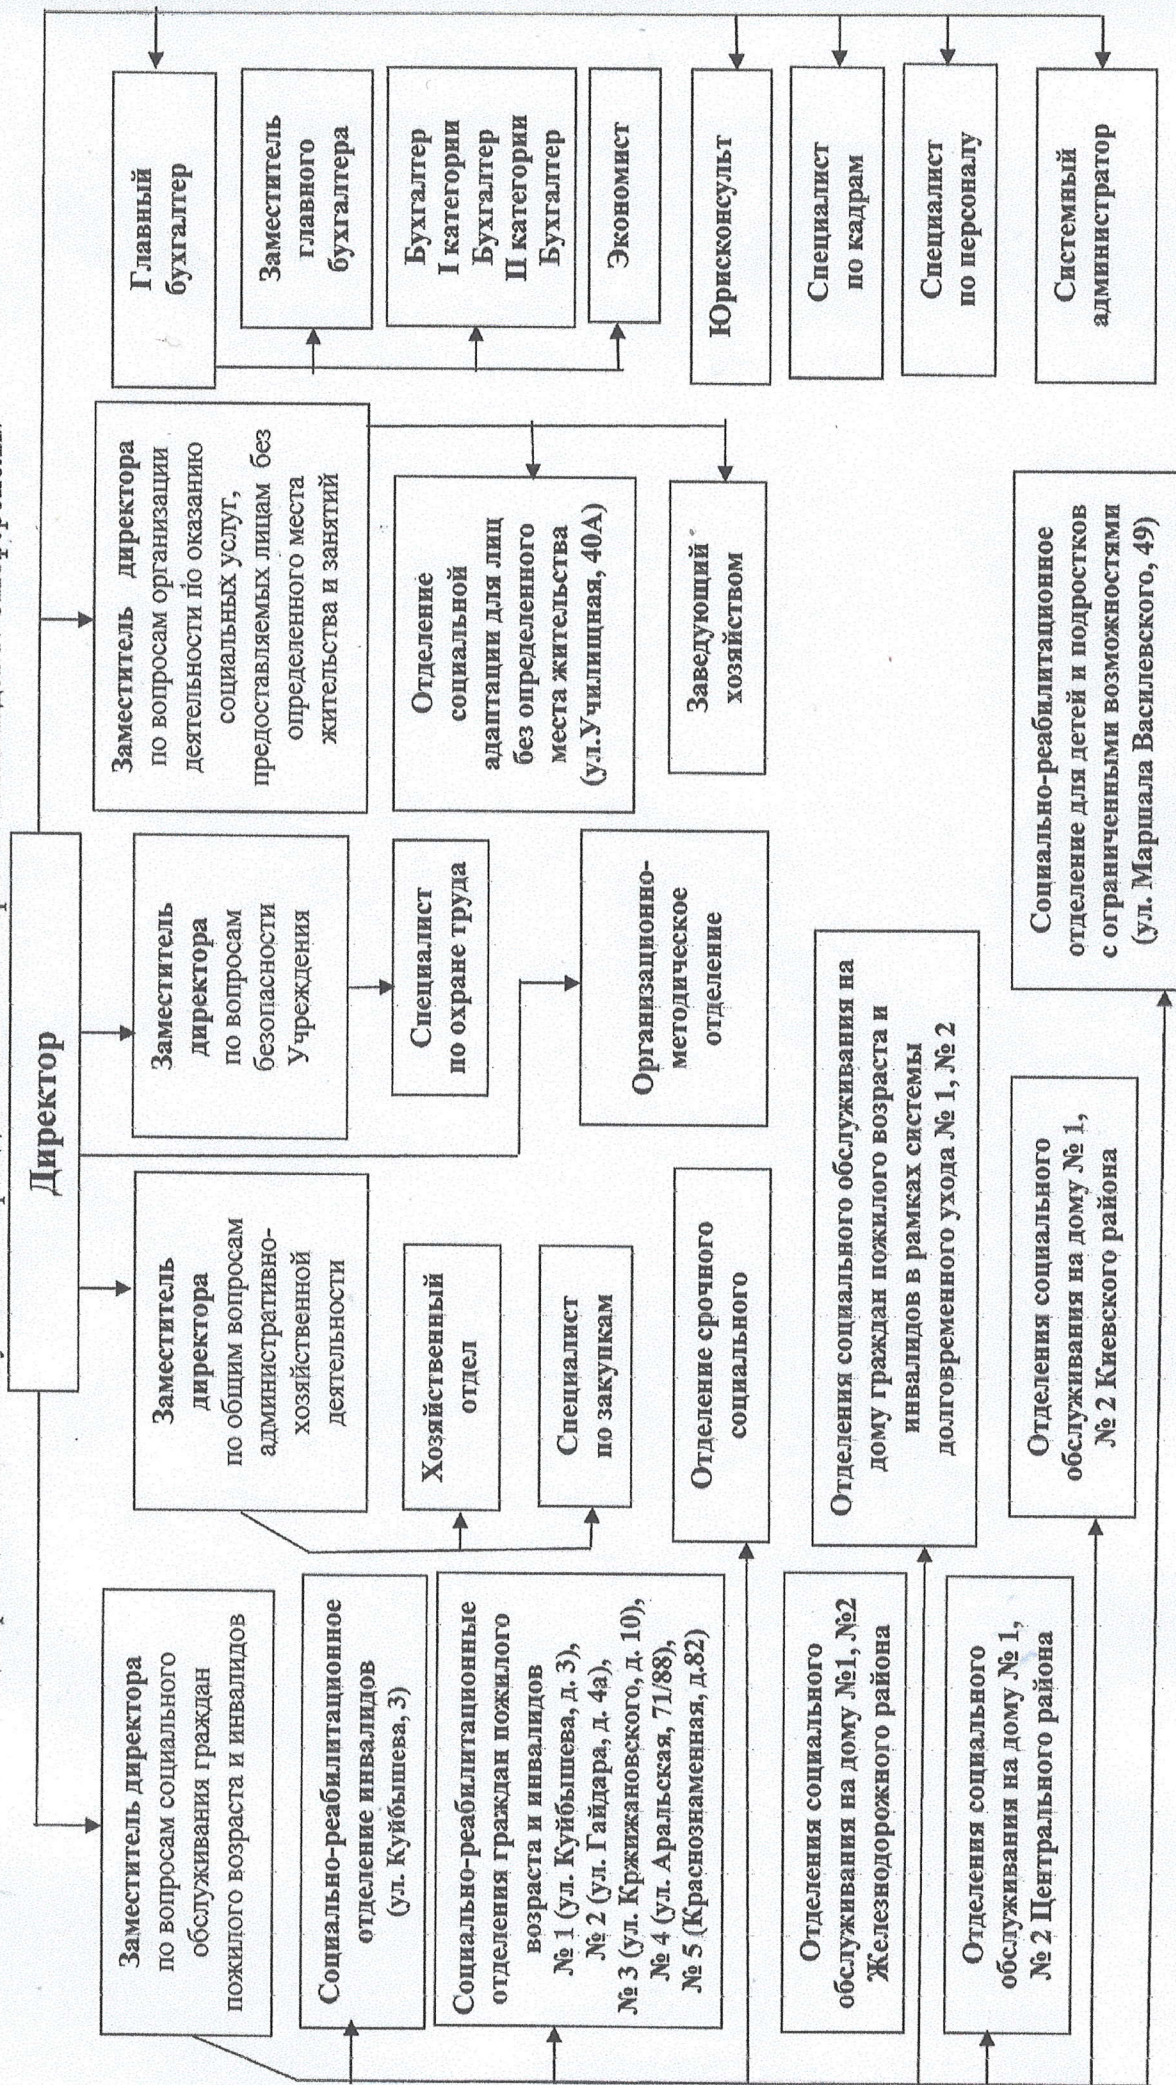 Директор
Заместитель директора
по вопросам социального
обслуживания граждан
пожилого возраста и инвалидов
Социально-реабилитационное
отделение инвалидов
(ул. Куйбышева, 3)
Социально-реабилитационные
отделения граждан пожилого
возраста и инвалидов
№ 1 (ул. Куйбышева, д. 3),
№ 2 (ул. Гайдара, д. 4а),
№ 3 (ул. Кржижановского, д. 10),
№ 4 (ул. Аральская, 71/88),
№ 5 (Краснознаменная, д.82)
Отделения социального
обслуживания на дому №1, №2
Железнодорожного района
Отделения социального
обслуживания на дому № 1,
№ 2 Центрального района
Заместитель
директора
по общим вопросам
административно-
хозяйственной
деятельности
Хозяйственный
отдел
Специалист
по закупкам
Отделение срочного
социального
Отделения социального обслуживания на
дому граждан пожилого возраста и
инвалидов в рамках системы
долговременного ухода № 1, № 2
Отделения социального
обслуживания на дому № 1,
№ 2 Киевского района
Заместитель
директора
по вопросам
безопасности
Учреждения
Специалист
по охране труда
Организационно-
методическое
отделение
Социально-реабилитационное
отделение для детей и подростков
с ограниченными возможностями
(ул. Маршала Василевского, 49)
Заместитель директора
по вопросам организации
деятельности по оказанию
социальных услуг,
предоставляемых лицам без
определенного места
жительства и занятий
Отделение
социальной
адаптации для лиц
без определенного
места жительства
(ул.Училищная, 40А)
Заведующий
хозяйством
Главный
бухгалтер
Заместитель
главного
бухгалтера
Бухгалтер
I категории
Бухгалтер
II категории
Бухгалтер
Экономист
Юрисконсульт
Специалист
по кадрам
Специалист
по персоналу
Системный
администратор